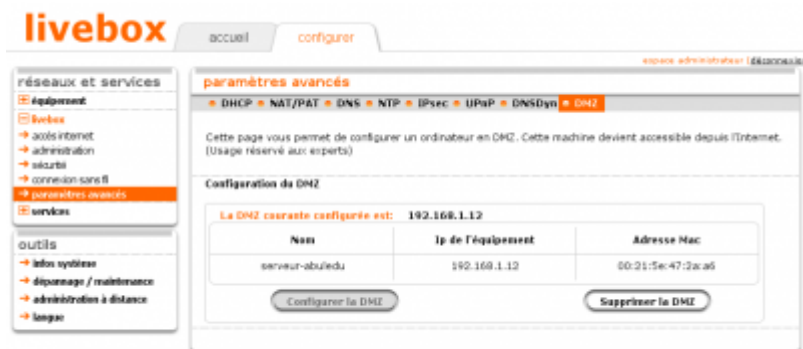 livebox
accueil
configurer
espace administrateur [déconnexio
réseaux et services
équipement
livebox
accès internet
administration
sécurité
connexion sans fil
paramètres avancés
services
outils
infos système
dépannage / maintenance
administration à distance
langue
paramètres avancés
DHCP NAT/PAT DNS NTP IPsec UPnP DNSDyn DMZ
Cette page vous permet de configurer un ordinateur en DMZ. Cette machine devient accessible depuis l'Internet.
(Usage réservé aux experts)
Configuration du DMZ
La DMZ courante configurée est: 192.168.1.12
Nom Ip de l'équipement Adresse Mac
serveur-abuledu 192.168.1.12 00:21:5e:47:2a:a6
Configurer la DMZ Supprimer la DMZ